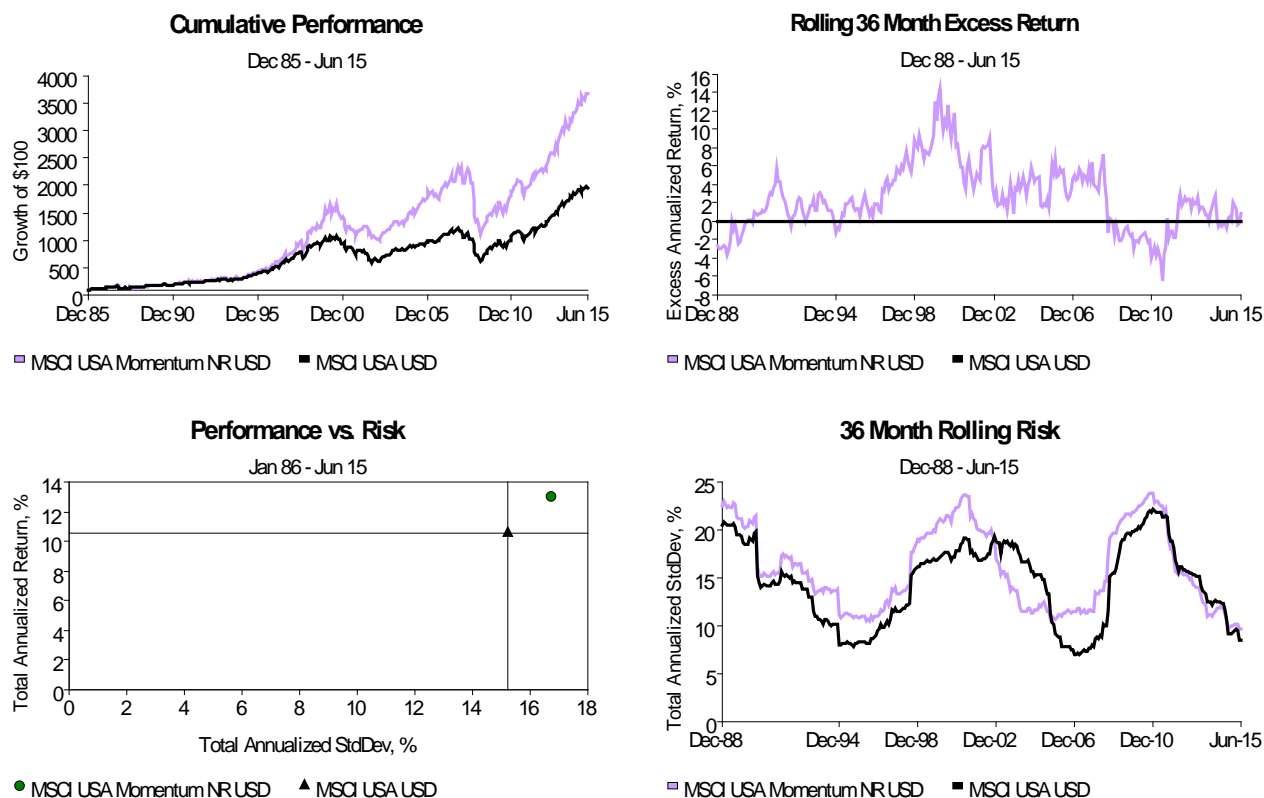 Cumulative Performance
Dec 85 - Jun 15
4000
3500
3000
2500
2000
1500
1000
500
0
Growth of $100
Dec 85 Dec 90 Dec 95 Dec 00 Dec 05 Dec 10 Jun 15
MSCI USA Momentum NR USD MSCI USA USD
Rolling 36 Month Excess Return
Dec 88 - Jun 15
16
14
12
10
8
6
4
2
0
-2
-4
-6
-8
Excess Annualized Return, %
Dec 88 Dec 94 Dec 98 Dec 02 Dec 06 Dec 10 Jun 15
MSCI USA Momentum NR USD MSCI USA USD
Performance vs. Risk
Jan 86 - Jun 15
14
12
10
8
6
4
2
0
Total Annualized Return, %
0 2 4 6 8 10 12 14 16 18
Total Annualized StdDev, %
MSCI USA Momentum NR USD MSCI USA USD
36 Month Rolling Risk
Dec-88 - Jun-15
25
20
15
10
5
0
Total Annualized StdDev, %
Dec-88 Dec-94 Dec-98 Dec-02 Dec-06 Dec-10 Jun-15
MSCI USA Momentum NR USD MSCI USA USD